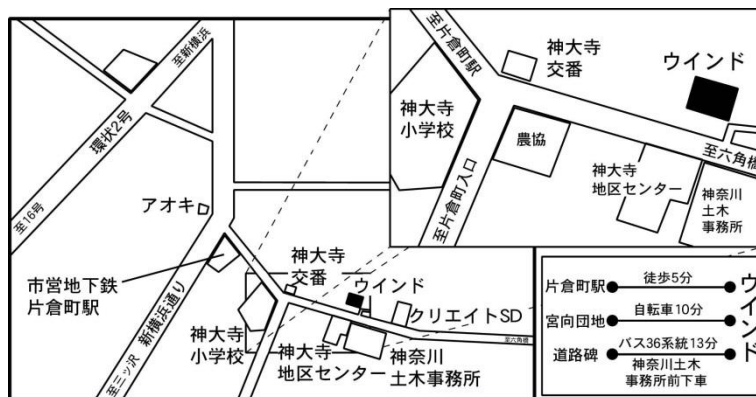 至新横浜
環状2号
至16号
アオキ
市営地下鉄
片倉町駅
新横浜通り
至三ッ沢
神大寺
小学校
神大寺
交番
ウインド
クリエイトSD
至六角橋
神大寺
地区センター
神奈川
土木事務所
至片倉町駅
神大寺
交番
ウインド
神大寺
小学校
農協
至六角橋
至片倉町入口
神大寺
地区センター
神奈川
土木
事務所
片倉町駅
徒歩5分
宮向団地
自転車10分
道路碑
バス36系統13分
神奈川土木
事務所前下車
ウインド